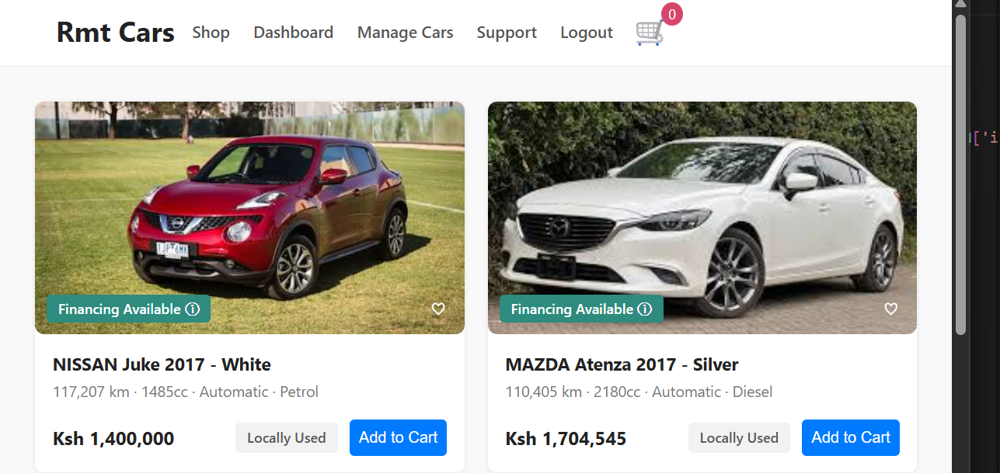 Rmt Cars Shop Dashboard Manage Cars Support Logout 0
['i
Financing Available ⓘ
NISSAN Juke 2017 - White
117,207 km · 1485cc · Automatic · Petrol
Ksh 1,400,000 Locally Used Add to Cart
Financing Available ⓘ
MAZDA Atenza 2017 - Silver
110,405 km · 2180cc · Automatic · Diesel
Ksh 1,704,545 Locally Used Add to Cart